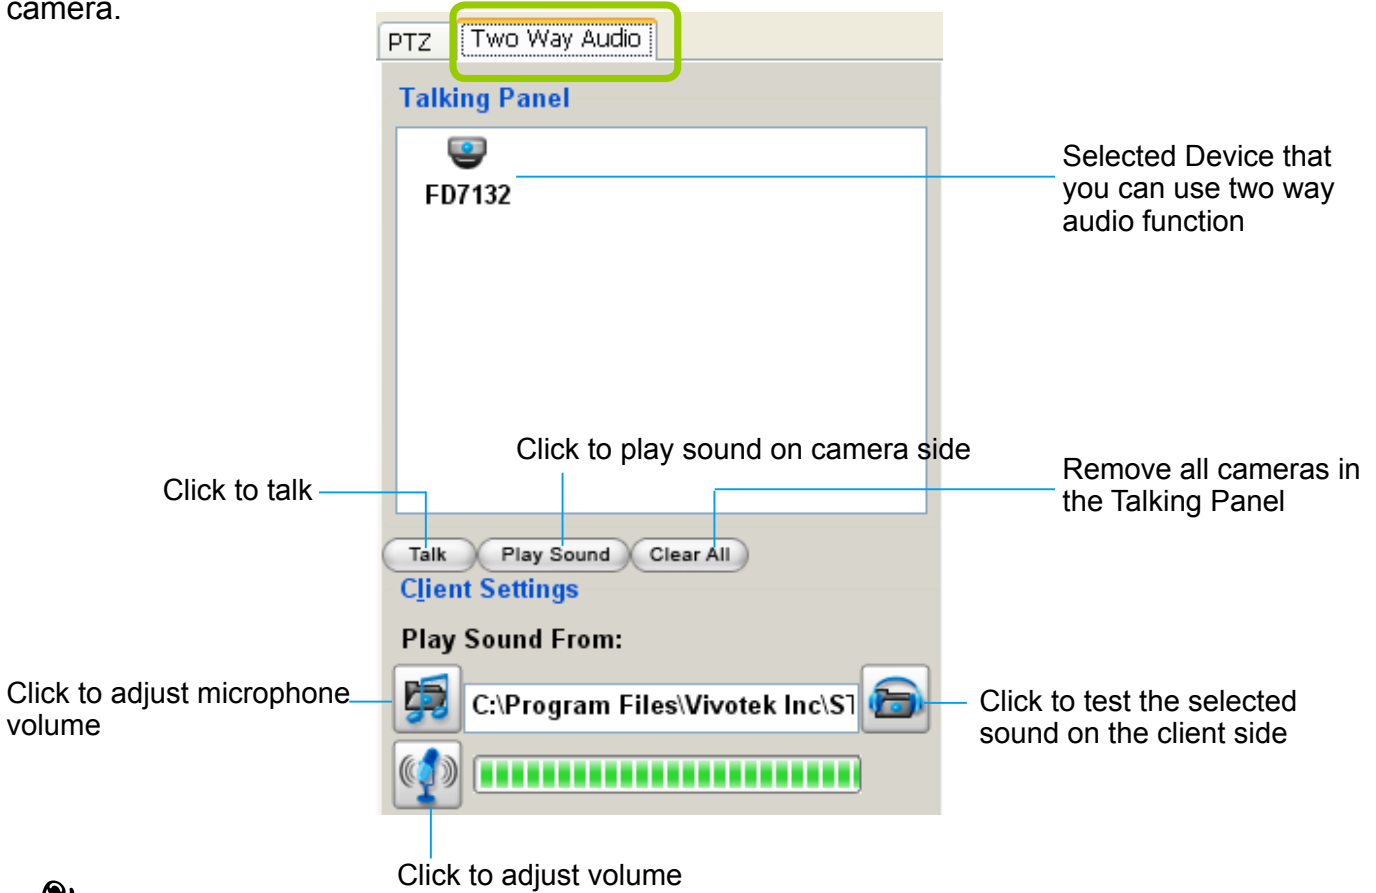 camera.
PTZ
Two Way Audio
Talking Panel
FD7132
Selected Device that
you can use two way
audio function
Click to play sound on camera side
Click to talk
Remove all cameras in
the Talking Panel
Talk
Play Sound
Clear All
Client Settings
Play Sound From:
Click to adjust microphone
volume
C:\Program Files\Vivotek Inc\ST
Click to test the selected
sound on the client side
Click to adjust volume